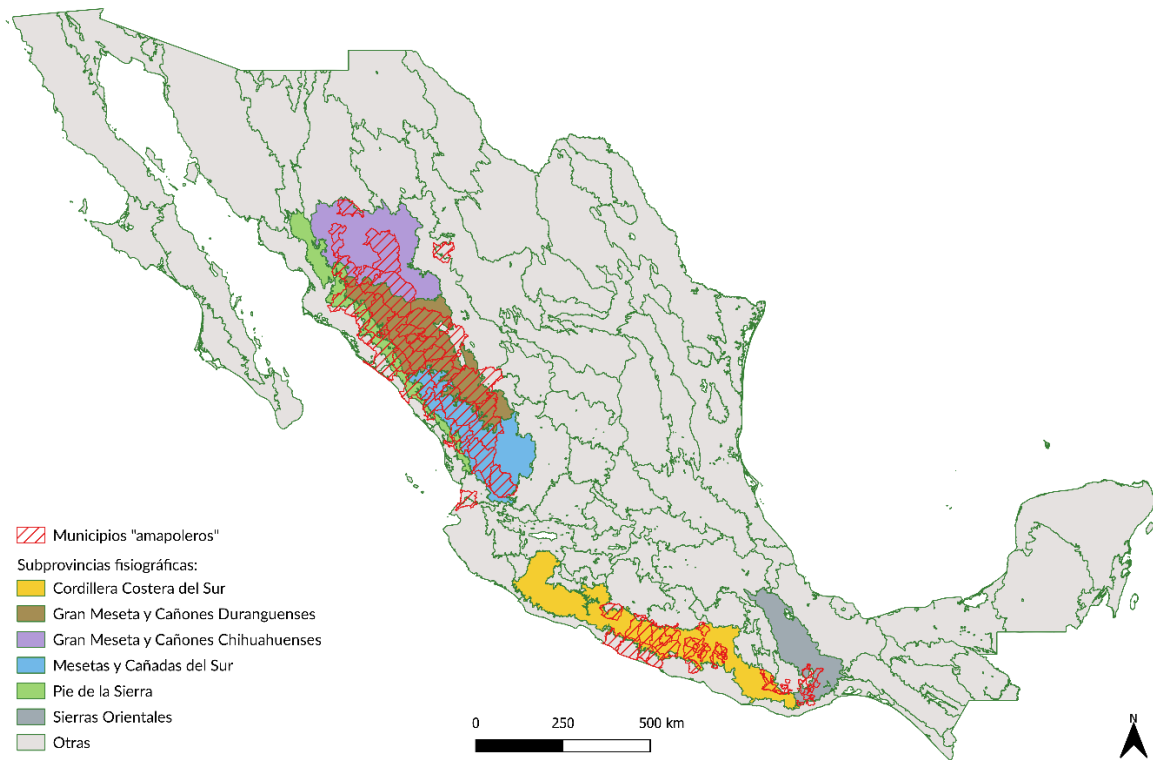 Municipios "amapoleros"
Subprovincias fisiográficas:
Cordillera Costera del Sur
Gran Meseta y Cañones Duranguenses
Gran Meseta y Cañones Chihuahuenses
Mesetas y Cañadas del Sur
Pie de la Sierra
Sierras Orientales
Otras
0 250 500 km
N